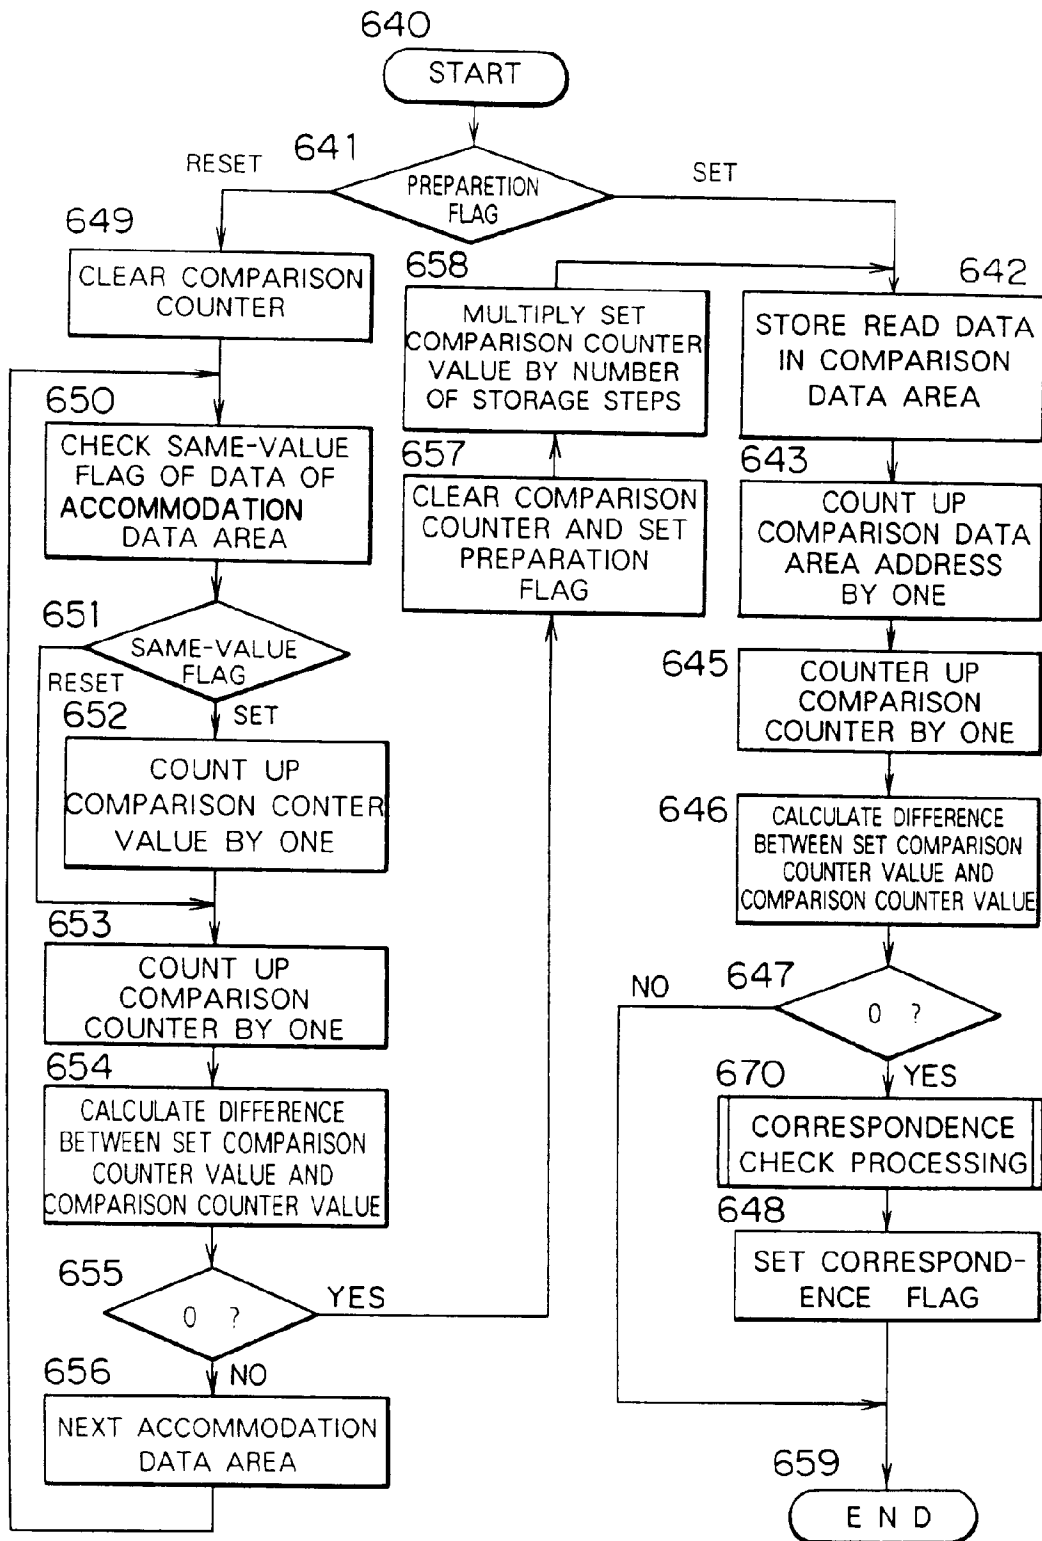 640
START
641
RESET
SET
PREPARETION
FLAG
649
CLEAR COMPARISON
COUNTER
658
MULTIPLY SET
COMPARISON COUNTER
VALUE BY NUMBER
OF STORAGE STEPS
642
STORE READ DATA
IN COMPARISON
DATA AREA
650
CHECK SAME-VALUE
FLAG OF DATA OF
ACCOMMODATION
DATA AREA
657
CLEAR COMPARISON
COUNTER AND SET
PREPARATION
FLAG
643
COUNT UP
COMPARISON DATA
AREA ADDRESS
BY ONE
651
SAME-VALUE
FLAG
RESET
SET
645
COUNTER UP
COMPARISON
COUNTER BY ONE
652
COUNT UP
COMPARISON CONTER
VALUE BY ONE
646
CALCULATE DIFFERENCE
BETWEEN SET COMPARISON
COUNTER VALUE AND
COMPARISON COUNTER VALUE
653
COUNT UP
COMPARISON
COUNTER BY ONE
647
NO
0 ?
YES
654
CALCULATE DIFFERENCE
BETWEEN SET COMPARISON
COUNTER VALUE AND
COMPARISON COUNTER VALUE
670
CORRESPONDENCE
CHECK PROCESSING
655
0 ?
YES
NO
648
SET CORRESPOND-
ENCE FLAG
656
NEXT ACCOMMODATION
DATA AREA
659
END